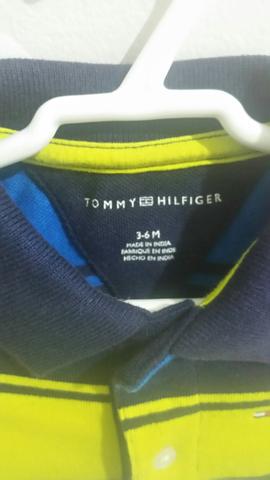 TOMMY HILFIGER
3-6 M
MADE IN INDIA
FABRIQUÉ EN INDE
HECHO EN INDIA